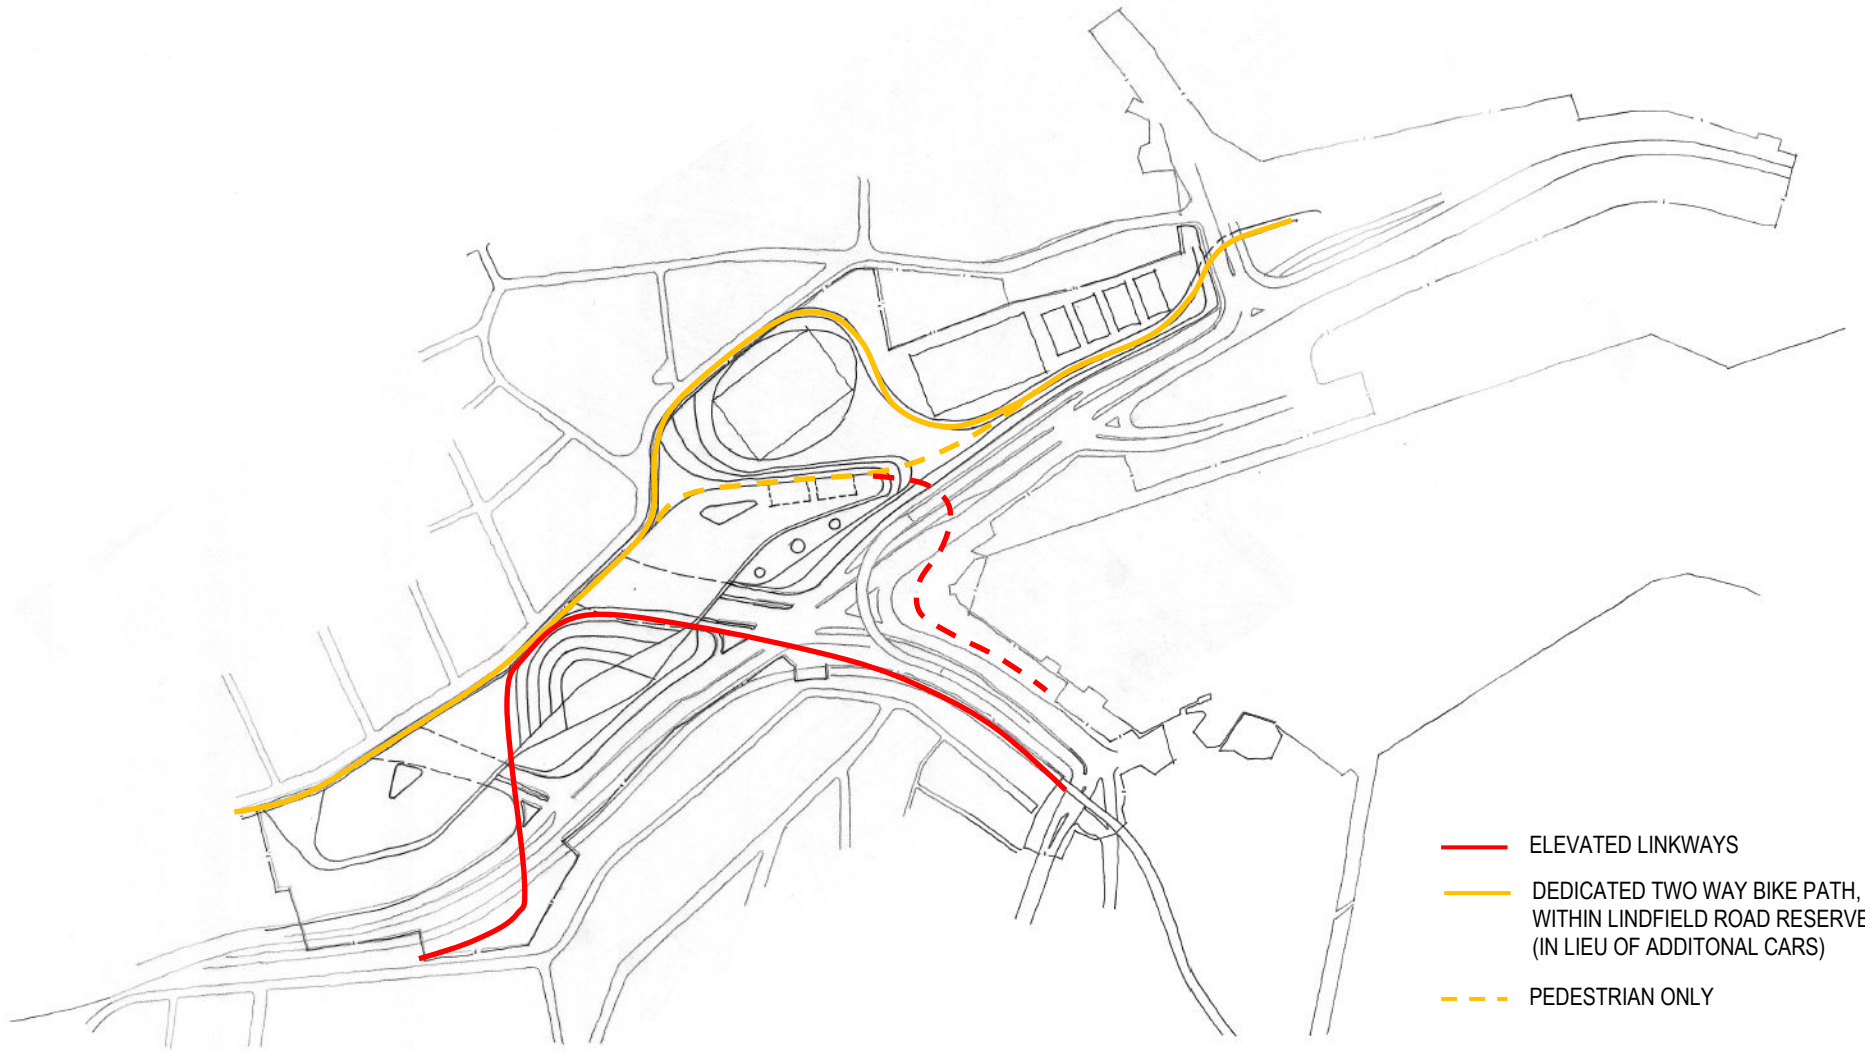 ELEVATED LINKWAYS
DEDICATED TWO WAY BIKE PATH,
WITHIN LINDFIELD ROAD RESERVE
(IN LIEU OF ADDITONAL CARS)
PEDESTRIAN ONLY